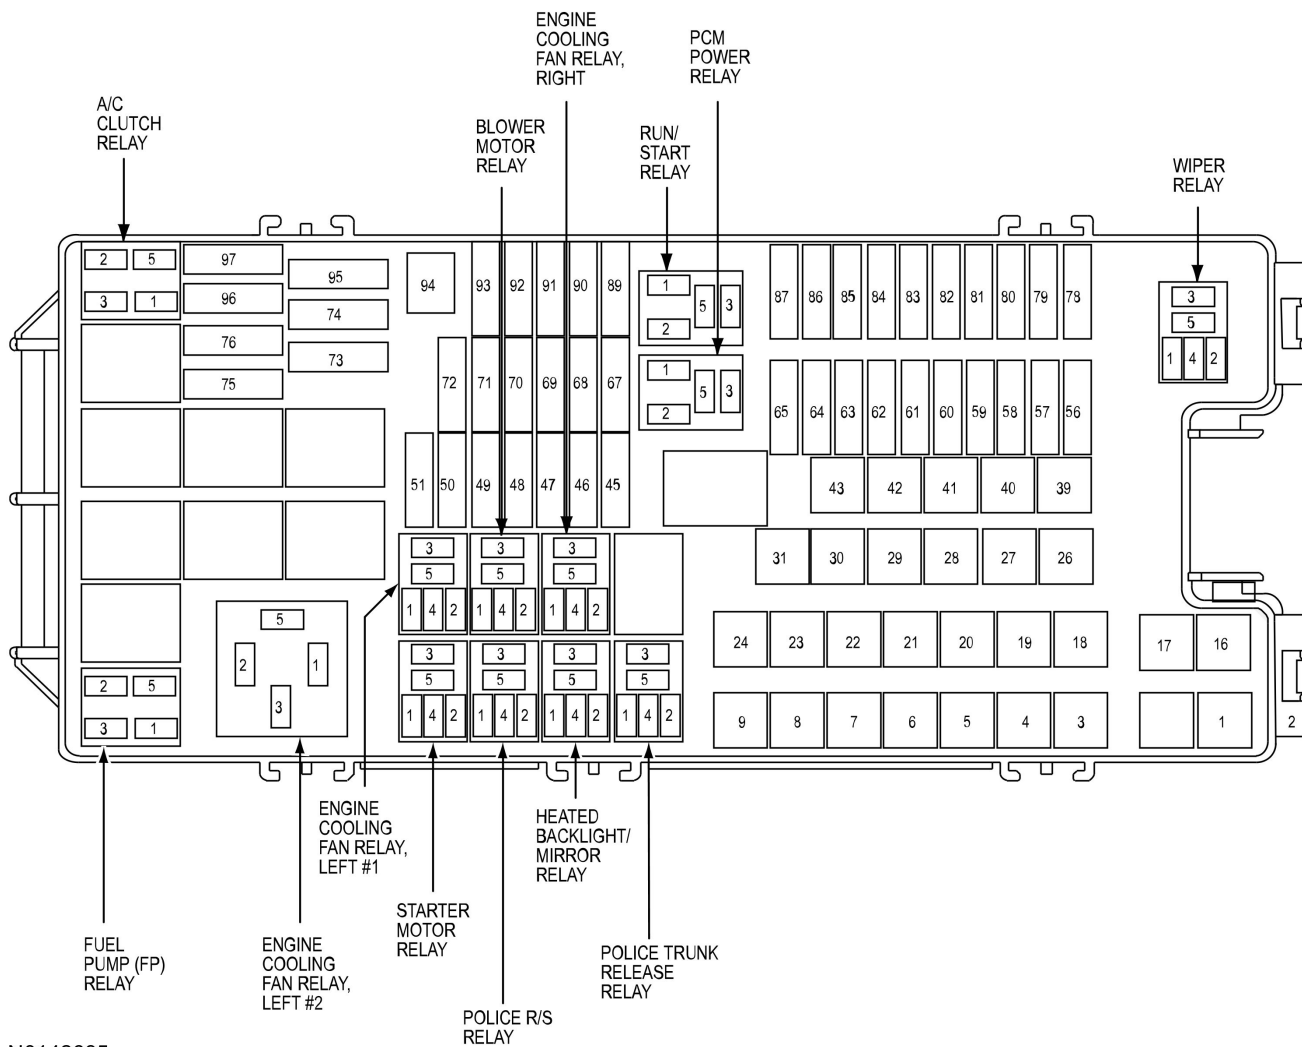 ENGINE
COOLING
FAN RELAY,
RIGHT
PCM
POWER
RELAY
A/C
CLUTCH
RELAY
BLOWER
MOTOR
RELAY
RUN/
START
RELAY
WIPER
RELAY
2 5
3 1
97
96
76
75
95
74
73
94
93 92 91 90 89
72 71 70 69 68 67
51 50 49 48 47 46 45
1
5 3
2
1
5 3
2
87 86 85 84 83 82 81 80 79 78
3
5
1 4 2
65 64 63 62 61 60 59 58 57 56
43 42 41 40 39
31 30 29 28 27 26
3 3 3
5 5 5
1 4 2 1 4 2 1 4 2
5
2 1
3
3 3 3 3
5 5 5 5
1 4 2 1 4 2 1 4 2 1 4 2
2 5
3 1
24 23 22 21 20 19 18 17 16
9 8 7 6 5 4 3 1 2
ENGINE
COOLING
FAN RELAY,
LEFT #1
HEATED
BACKLIGHT/
MIRROR
RELAY
STARTER
MOTOR
RELAY
FUEL
PUMP (FP)
RELAY
ENGINE
COOLING
FAN RELAY,
LEFT #2
POLICE TRUNK
RELEASE
RELAY
POLICE R/S
RELAY